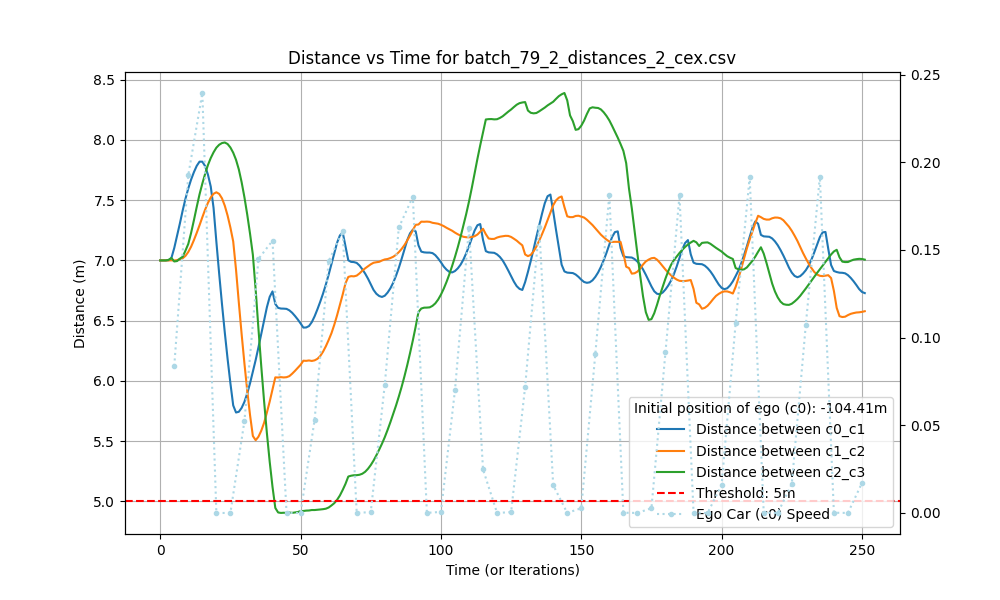 Distance vs Time for batch_79_2_distances_2_cex.csv
8.5
8.0
7.5
7.0
6.5
6.0
5.5
5.0
Distance (m)
0.25
0.20
0.15
0.10
0.05
0.00
Initial position of ego (c0): -104.41m
Distance between c0_c1
Distance between c1_c2
Distance between c2_c3
Threshold: 5m
Ego Car (c0) Speed
0 50 100 150 200 250
Time (or Iterations)